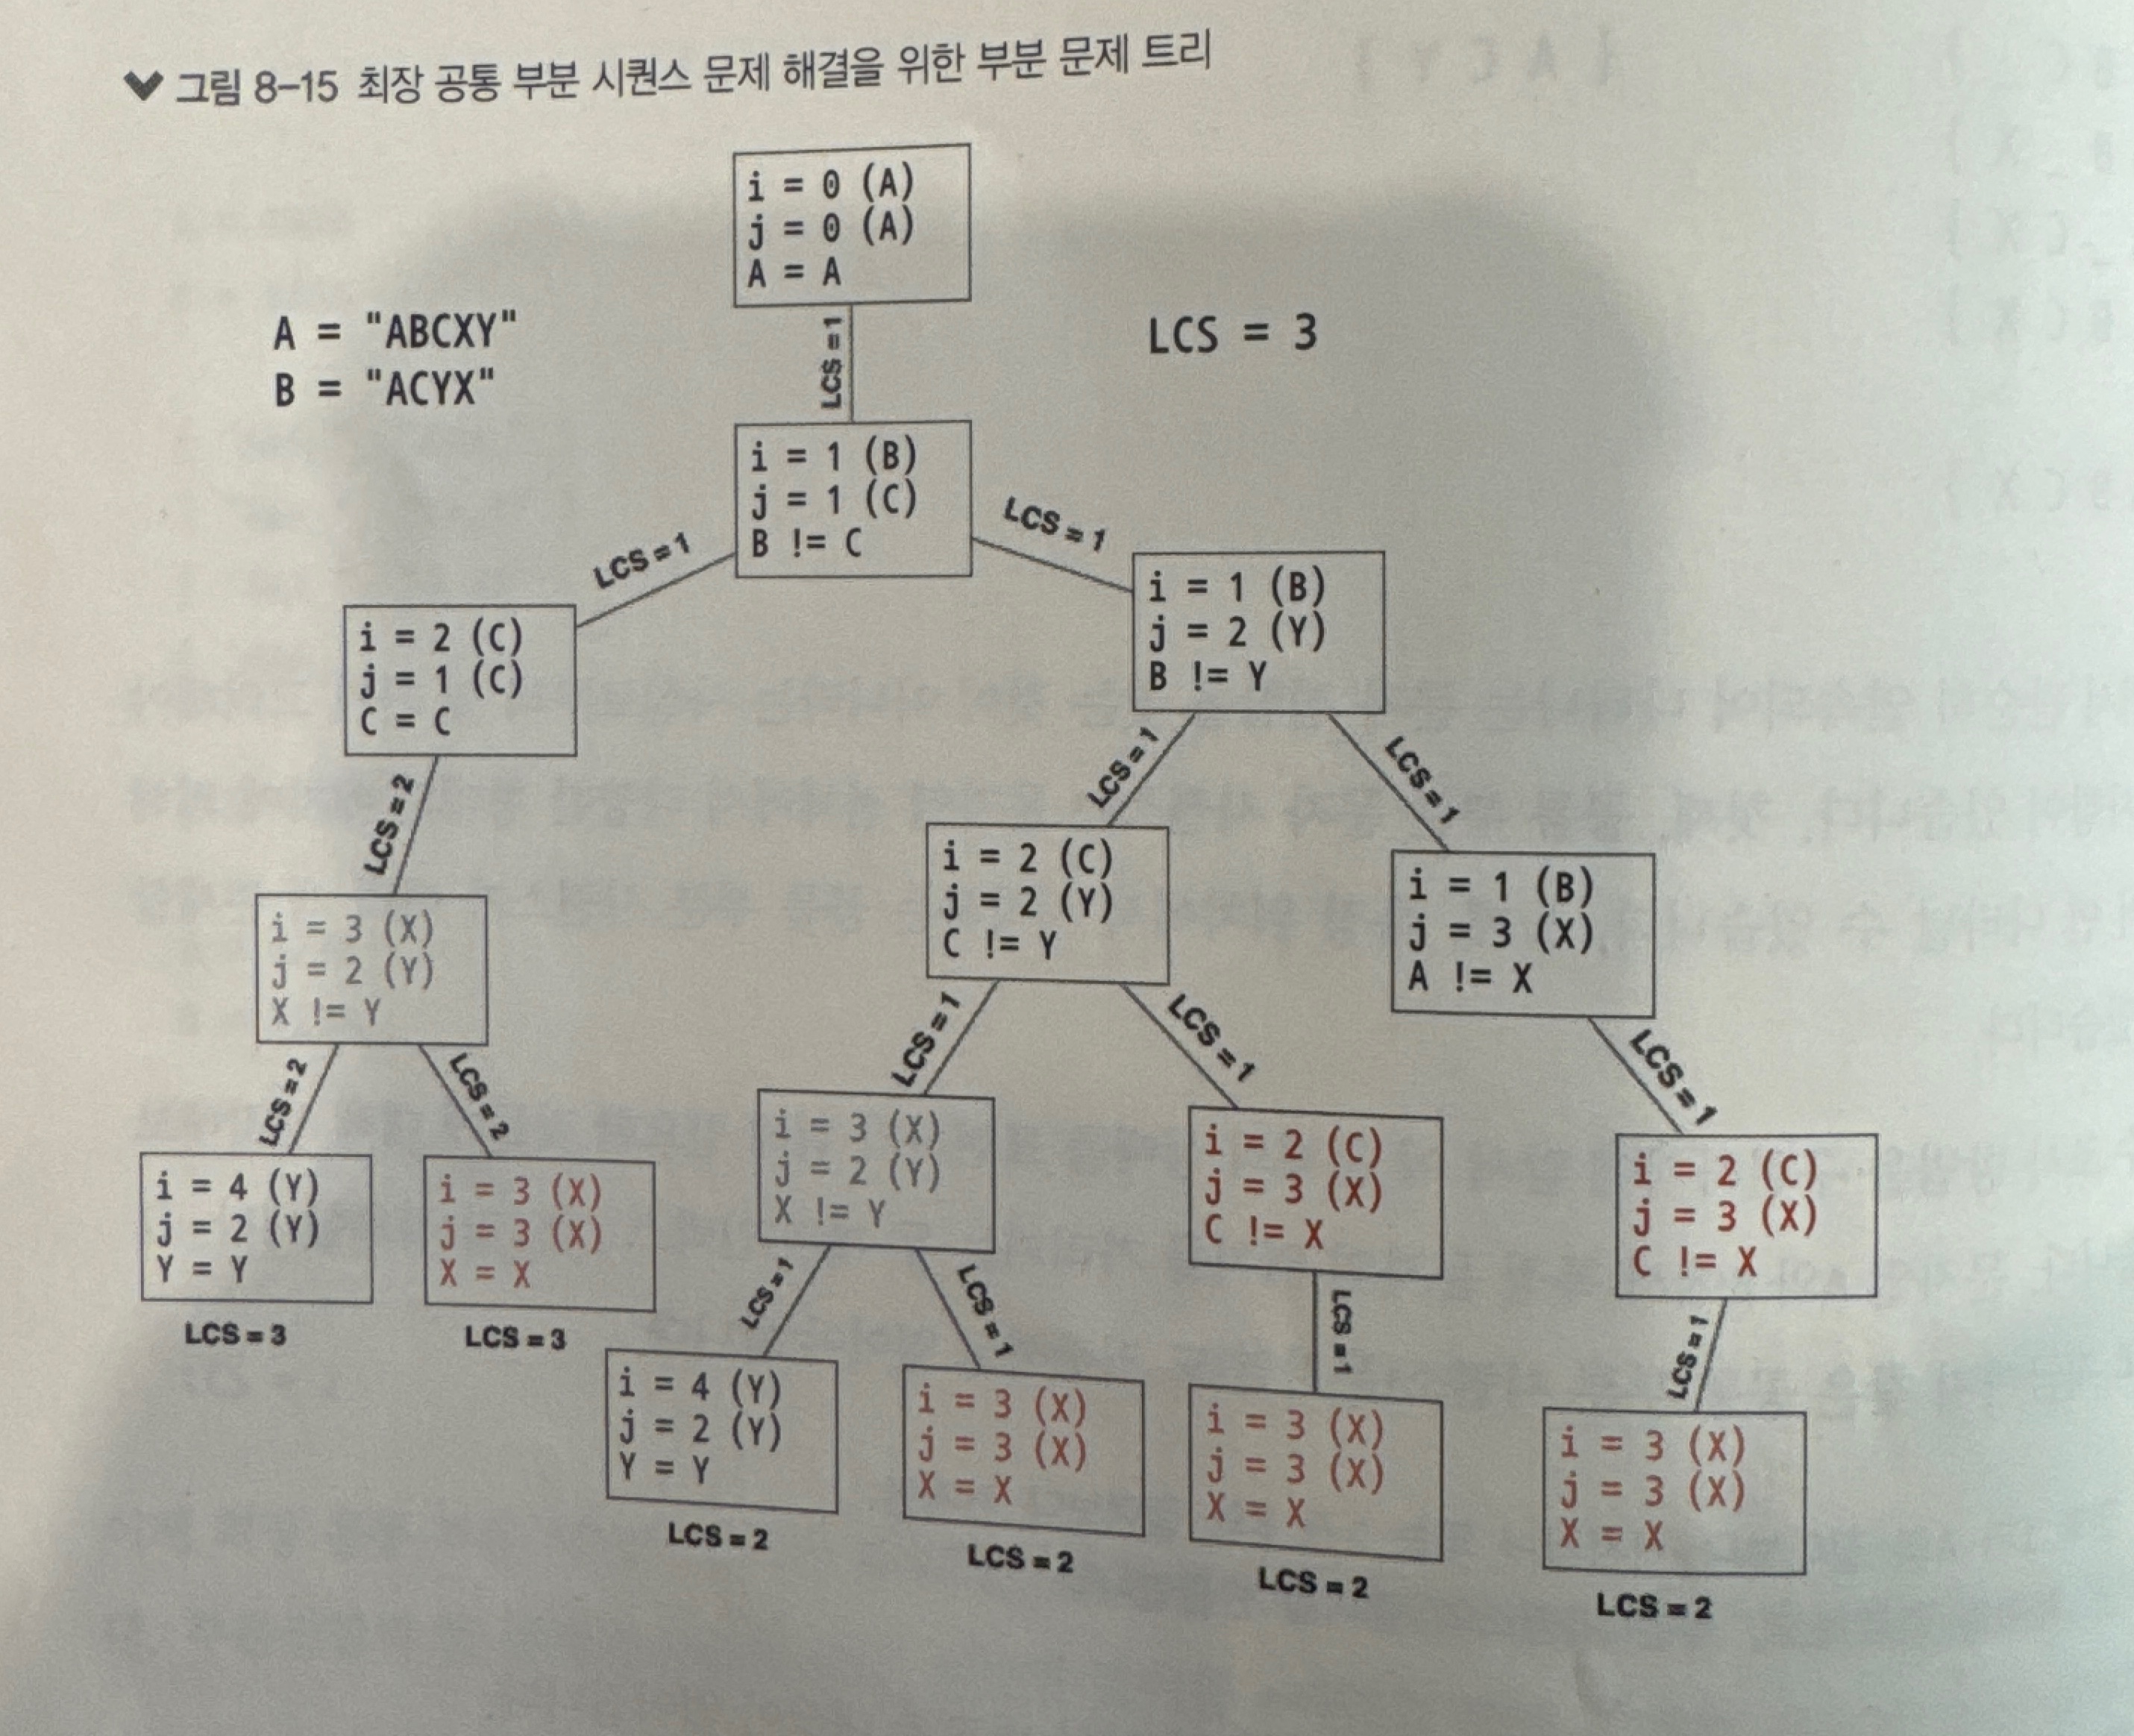 그림 8-15 최장 공통 부분 시퀀스 문제 해결을 위한 부분 문제 트리
i = 0 (A)
j = 0 (A)
A = A
A = "ABCXY"
B = "ACYX"
LCS = 3
LCS = 1
i = 1 (B)
j = 1 (C)
B != C
LCS = 1
LCS = 1
i = 2 (C)
j = 1 (C)
C = C
i = 1 (B)
j = 2 (Y)
B != Y
LCS = 2
LCS = 1
LCS = 1
i = 3 (X)
j = 2 (Y)
X != Y
i = 2 (C)
j = 2 (Y)
C != Y
i = 1 (B)
j = 3 (X)
A != X
LCS = 2
LCS = 2
LCS = 1
LCS = 1
LCS = 1
i = 4 (Y)
j = 2 (Y)
Y = Y
LCS = 3
i = 3 (X)
j = 3 (X)
X = X
LCS = 3
i = 3 (X)
j = 2 (Y)
X != Y
i = 2 (C)
j = 3 (X)
C != X
i = 2 (C)
j = 3 (X)
C != X
LCS = 1
LCS = 1
LCS = 1
LCS = 1
i = 4 (Y)
j = 2 (Y)
Y = Y
LCS = 2
i = 3 (X)
j = 3 (X)
X = X
LCS = 2
i = 3 (X)
j = 3 (X)
X = X
LCS = 2
i = 3 (X)
j = 3 (X)
X = X
LCS = 2